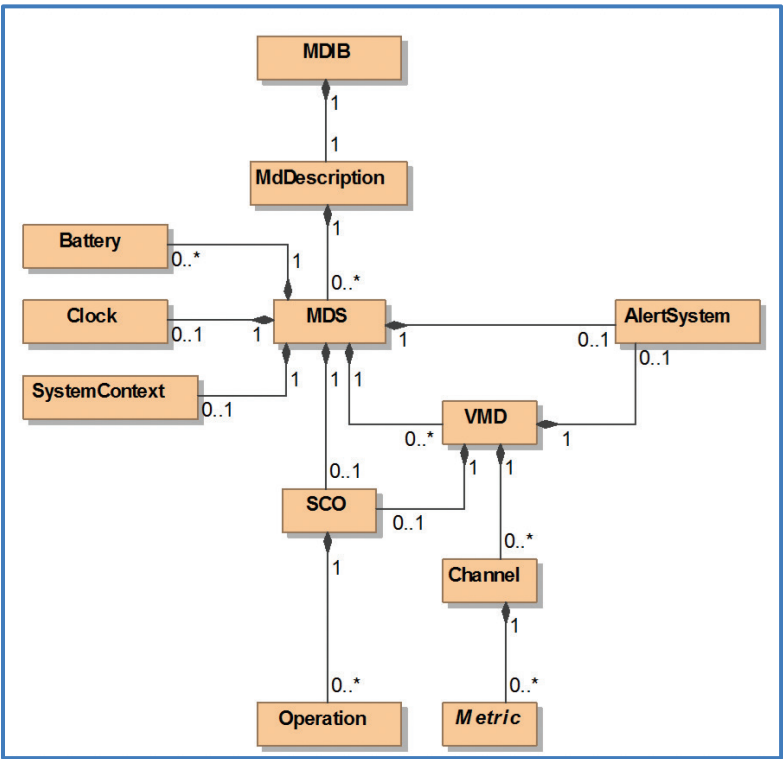 MDIB
1
1
MdDescription
1
Battery
0..*
1
0..*
Clock
MDS
AlertSystem
0..1
1
1
0..1
SystemContext
1
1
1
0..1
0..1
VMD
0..*
1
0..1
1
1
SCO
0..1
0..*
1
Channel
1
0..*
0..*
Operation
Metric